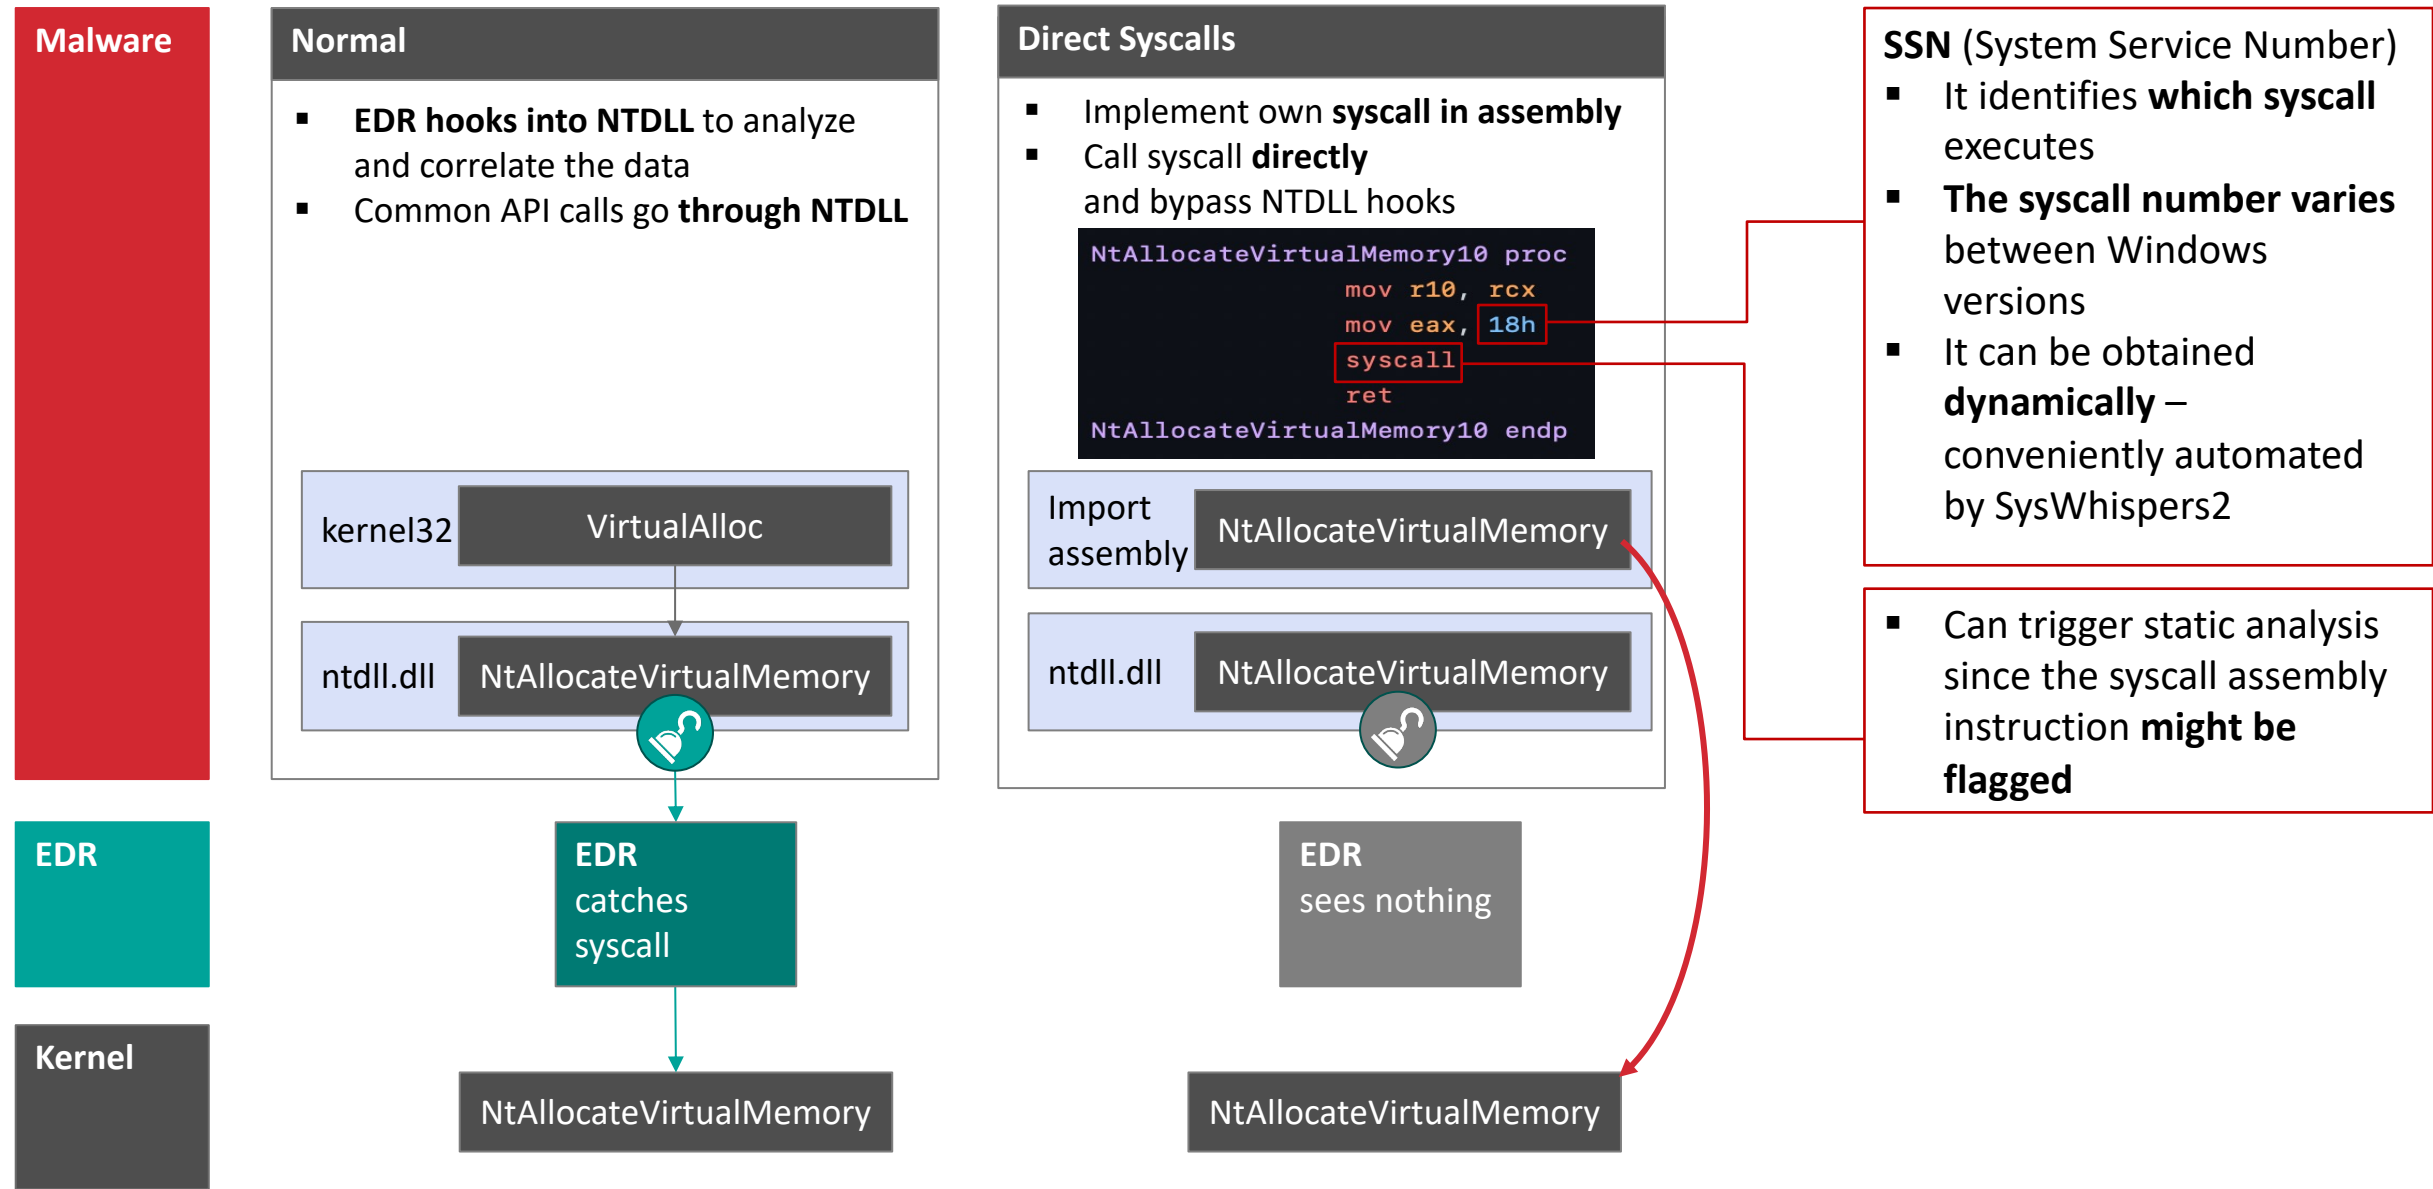 Malware
Normal
▪ EDR hooks into NTDLL to analyze
and correlate the data
▪ Common API calls go through NTDLL
kernel32
VirtualAlloc
ntdll.dll
NtAllocateVirtualMemory
Direct Syscalls
▪ Implement own syscall in assembly
▪ Call syscall directly
and bypass NTDLL hooks
NtAllocateVirtualMemory10 proc
mov r10, rcx
mov eax, 18h
syscall
ret
NtAllocateVirtualMemory10 endp
Import
assembly
NtAllocateVirtualMemory
ntdll.dll
NtAllocateVirtualMemory
SSN (System Service Number)
▪ It identifies which syscall
executes
▪ The syscall number varies
between Windows
versions
▪ It can be obtained
dynamically –
conveniently automated
by SysWhispers2
▪ Can trigger static analysis
since the syscall assembly
instruction might be
flagged
EDR
EDR
catches
syscall
EDR
sees nothing
Kernel
NtAllocateVirtualMemory
NtAllocateVirtualMemory